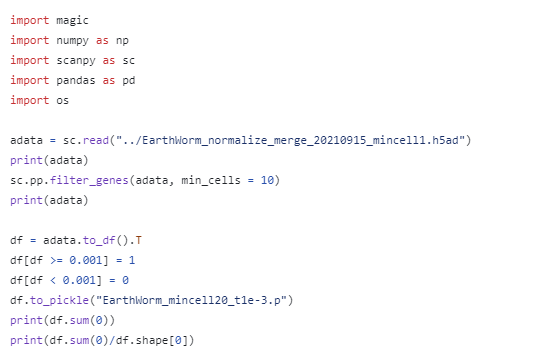 import magic
import numpy as np
import scanpy as sc
import pandas as pd
import os
adata = sc.read("../EarthWorm_normalize_merge_20210915_mincell1.h5ad")
print(adata)
sc.pp.filter_genes(adata, min_cells = 10)
print(adata)
df = adata.to_df().T
df[df >= 0.001] = 1
df[df < 0.001] = 0
df.to_pickle("EarthWorm_mincell20_t1e-3.p")
print(df.sum(0))
print(df.sum(0)/df.shape[0])